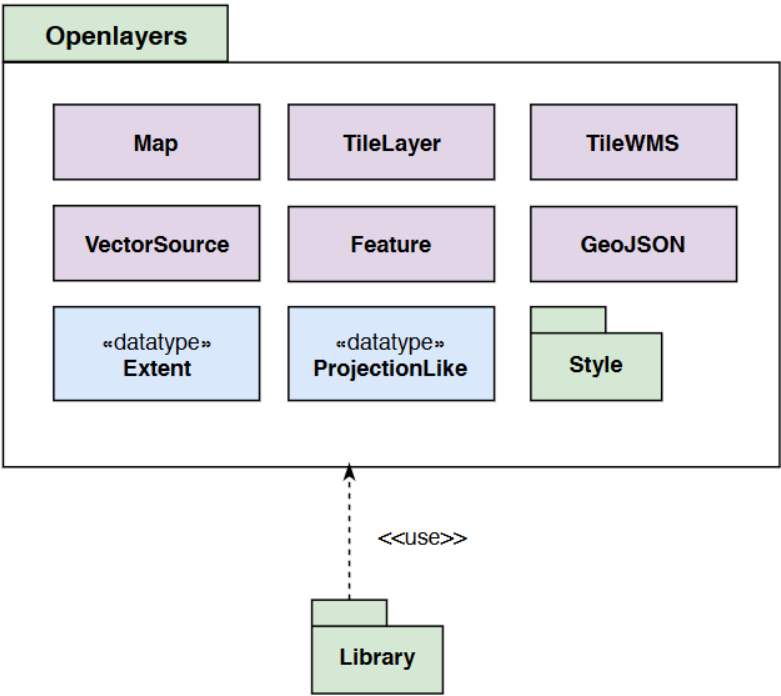 Openlayers
Map
TileLayer
TileWMS
VectorSource
Feature
GeoJSON
«datatype»
Extent
«datatype»
ProjectionLike
Style
<<use>>
Library